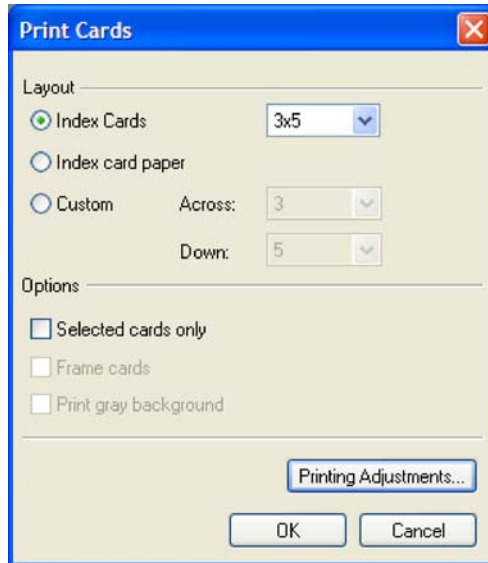 Print Cards
Layout
Index Cards 3x5
Index card paper
Custom Across: 3
Down: 5
Options
Selected cards only
Frame cards
Print gray background
Printing Adjustments...
OK Cancel